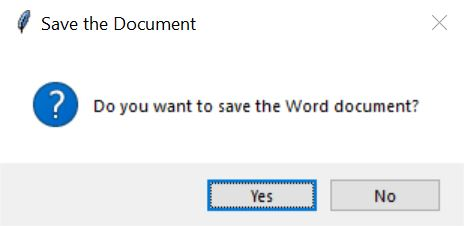 Save the Document
Do you want to save the Word document?
Yes
No